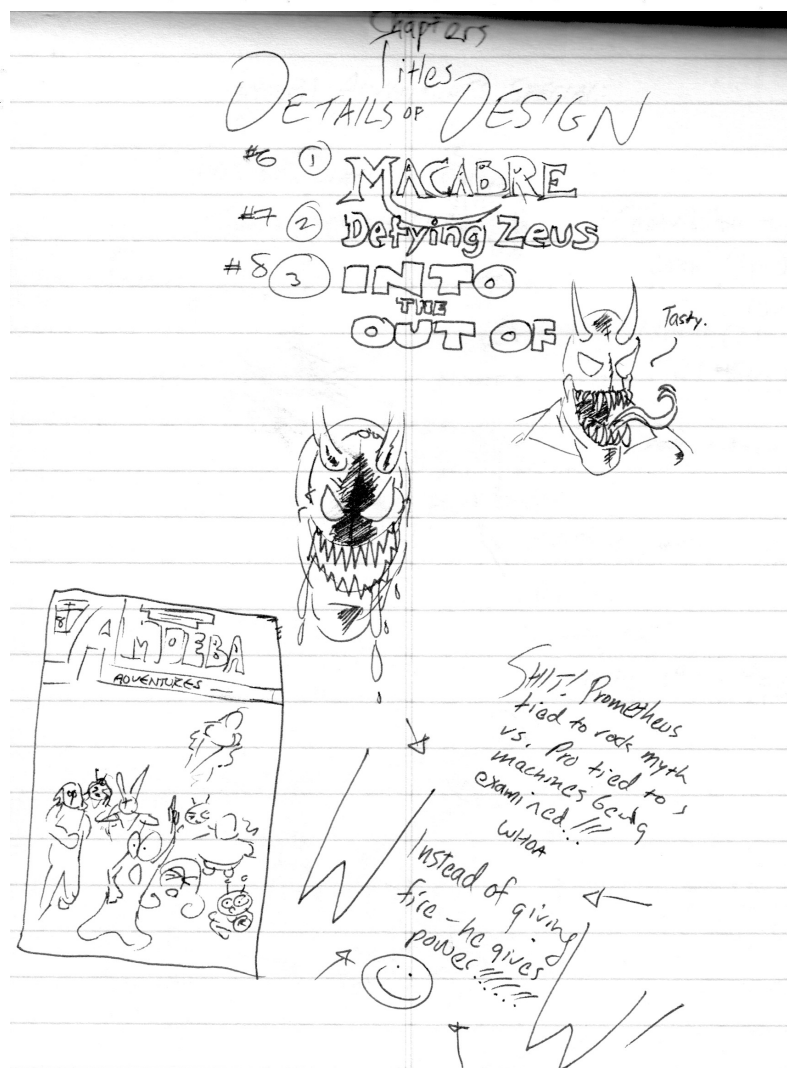 Chapters
Titles
DETAILS OF DESIGN
#6 1 MACABRE
#7 2 Defying Zeus
#8 3 INTO
THE
OUT OF
Tasty.
AMOEBA
ADVENTURES
SHIT! Prometheus
tied to rock myth
vs. Pro tied to
machines being
examined...!!!
WHOA
Instead of giving
fire - he gives
power!!!!!!!
W
W